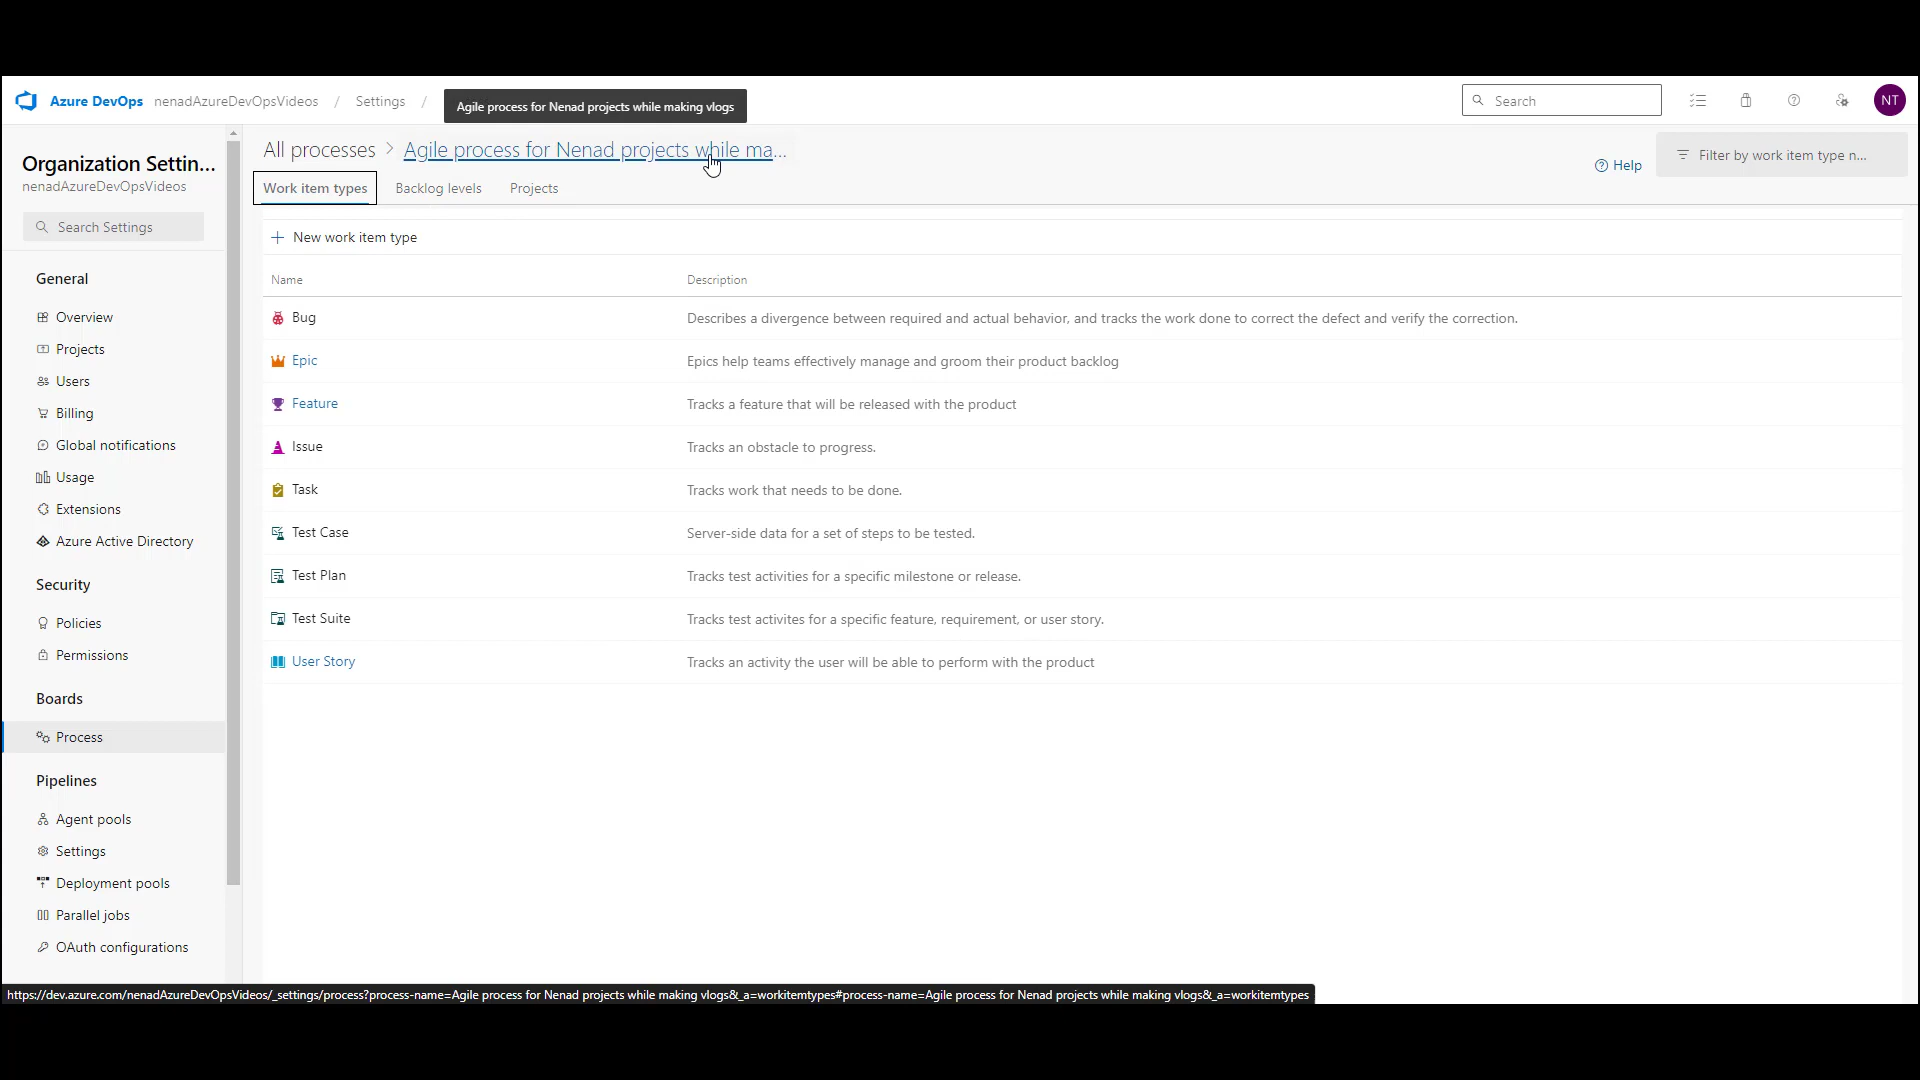 Azure DevOps nenadAzureDevOpsVideos / Settings /
Agile process for Nenad projects while making vlogs
Search
NT
Organization Settin...
nenadAzureDevOpsVideos
Search Settings
General
Overview
Projects
Users
Billing
Global notifications
Usage
Extensions
Azure Active Directory
Security
Policies
Permissions
Boards
Process
Pipelines
Agent pools
Settings
Deployment pools
Parallel jobs
OAuth configurations
All processes > Agile process for Nenad projects while ma...
Help
Filter by work item type n...
Work item types Backlog levels Projects
New work item type
Name Description
Bug Describes a divergence between required and actual behavior, and tracks the work done to correct the defect and verify the correction.
Epic Epics help teams effectively manage and groom their product backlog
Feature Tracks a feature that will be released with the product
Issue Tracks an obstacle to progress.
Task Tracks work that needs to be done.
Test Case Server-side data for a set of steps to be tested.
Test Plan Tracks test activities for a specific milestone or release.
Test Suite Tracks test activites for a specific feature, requirement, or user story.
User Story Tracks an activity the user will be able to perform with the product
https://dev.azure.com/nenadAzureDevOpsVideos/_settings/process?process-name=Agile process for Nenad projects while making vlogs&_a=workitemtypes#process-name=Agile process for Nenad projects while making vlogs&_a=workitemtypes